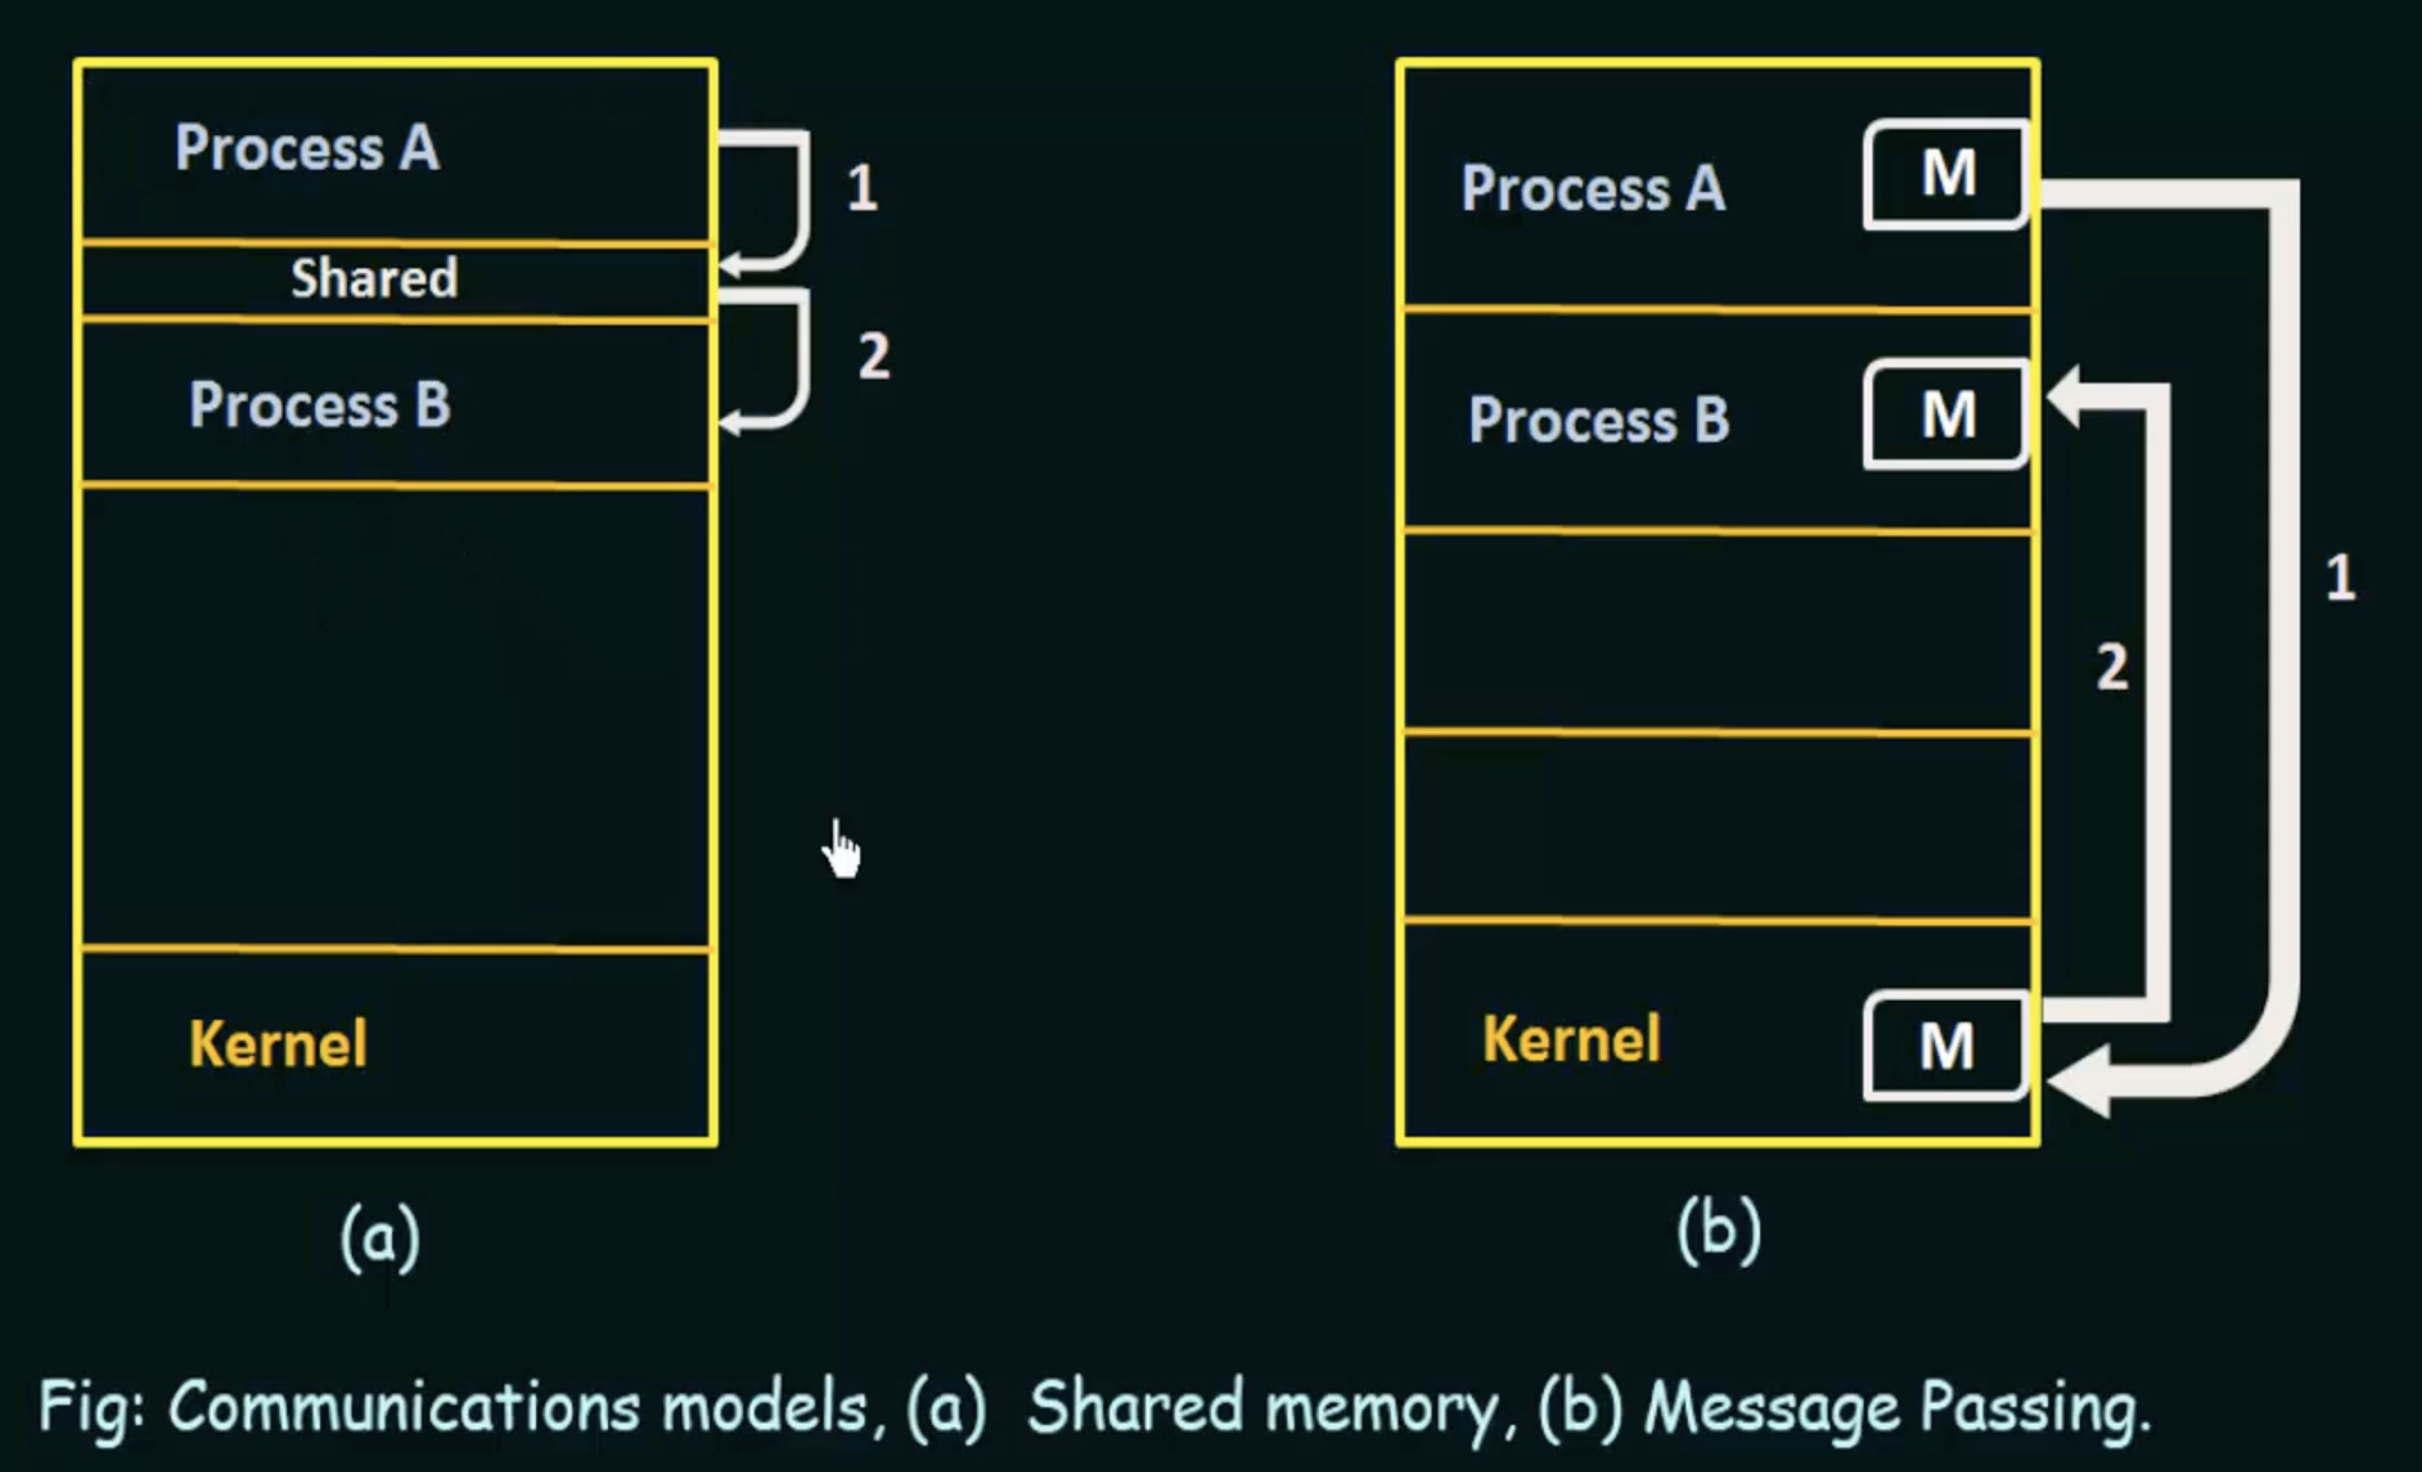 Process A
1
Shared
2
Process B
Kernel
(a)
Process A
M
Process B
M
1
2
Kernel
M
(b)
Fig: Communications models, (a) Shared memory, (b) Message Passing.